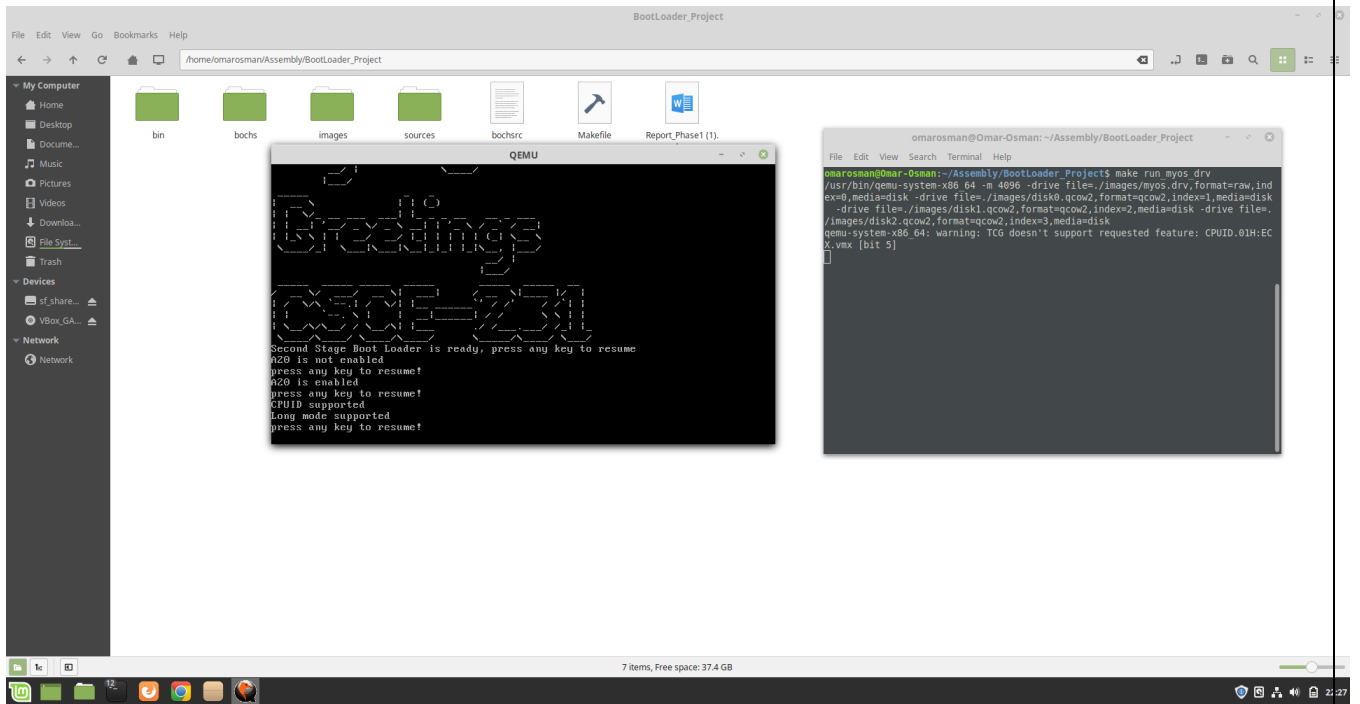 BootLoader_Project
File Edit View Go Bookmarks Help
/home/omarosman/Assembly/BootLoader_Project
My Computer
Home
Desktop
Docume...
Music
Pictures
Videos
Downloa...
File Syst...
Trash
Devices
sf_share...
VBox_GA...
Network
Network
bin
bochs
images
sources
bochsrc
Makefile
Report_Phase1 (1).
QEMU
Greetings
CSCE-231
Second Stage Boot Loader is ready, press any key to resume
A20 is not enabled
press any key to resume!
A20 is enabled
press any key to resume!
CPUID supported
Long mode supported
press any key to resume!
omarosman@Omar-Osman: ~/Assembly/BootLoader_Project
File Edit View Search Terminal Help
omarosman@Omar-Osman:~/Assembly/BootLoader_Project$ make run_myos_drv
/usr/bin/qemu-system-x86_64 -m 4096 -drive file=./images/myos.drv,format=raw,ind
ex=0,media=disk -drive file=./images/disk0.qcow2,format=qcow2,index=1,media=disk
-drive file=./images/disk1.qcow2,format=qcow2,index=2,media=disk -drive file=.
/images/disk2.qcow2,format=qcow2,index=3,media=disk
qemu-system-x86_64: warning: TCG doesn't support requested feature: CPUID.01H:EC
X.vmx [bit 5]
7 items, Free space: 37.4 GB
12
22:27